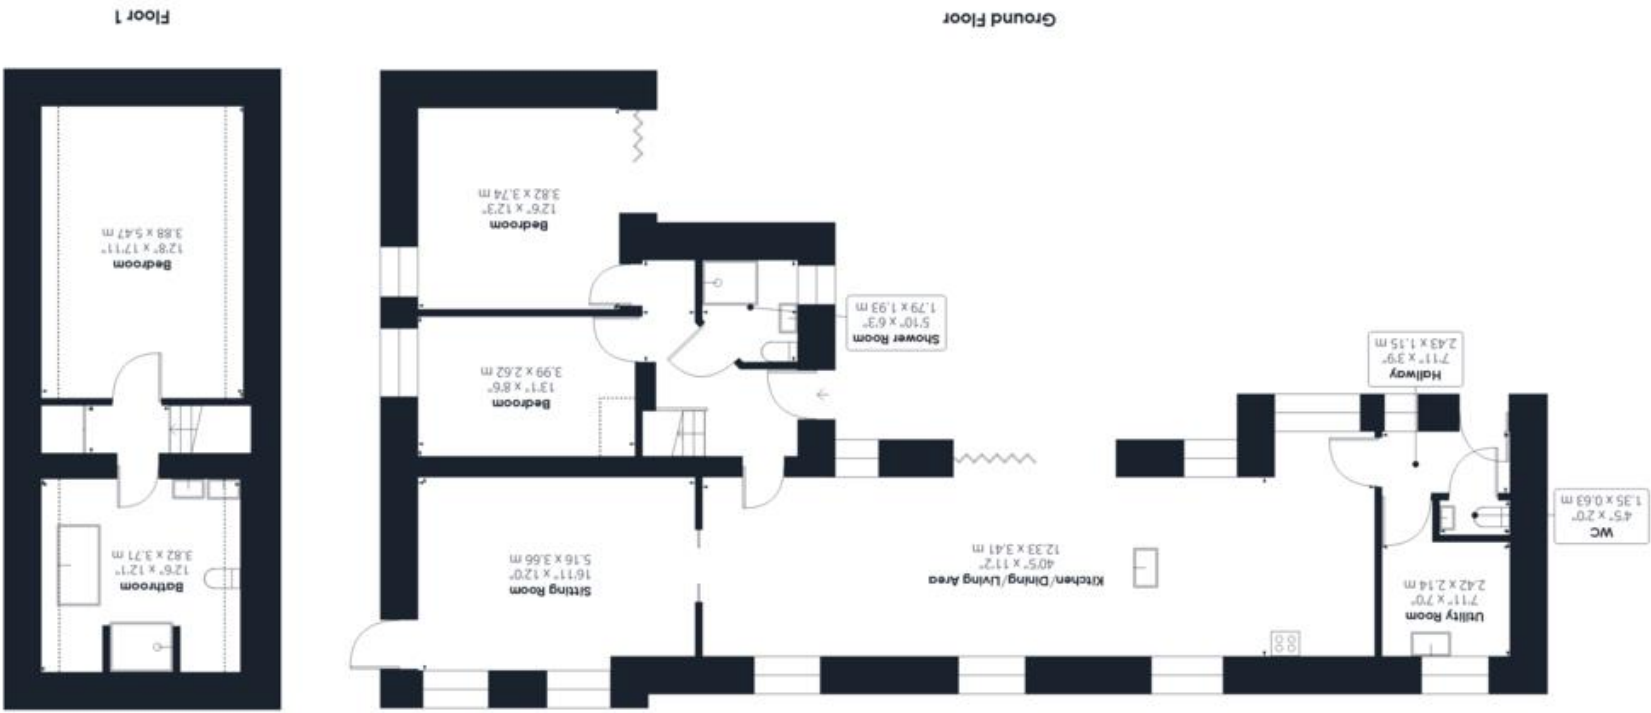 WC
4'5" x 2'0"
1.35 x 0.63 m
Utility Room
7'11" x 7'0"
2.42 x 2.14 m
Hallway
7'11" x 3'9"
2.43 x 1.15 m
Kitchen/Dining/Living Area
40'5" x 11'2"
12.33 x 3.41 m
Sitting Room
16'11" x 12'0"
5.16 x 3.66 m
Shower Room
5'10" x 6'3"
1.79 x 1.93 m
Bedroom
13'1" x 8'6"
3.99 x 2.62 m
Bedroom
12'6" x 12'3"
3.82 x 3.74 m
Ground Floor
Bathroom
12'6" x 12'1"
3.82 x 3.71 m
Bedroom
12'8" x 17'11"
3.88 x 5.47 m
Floor 1